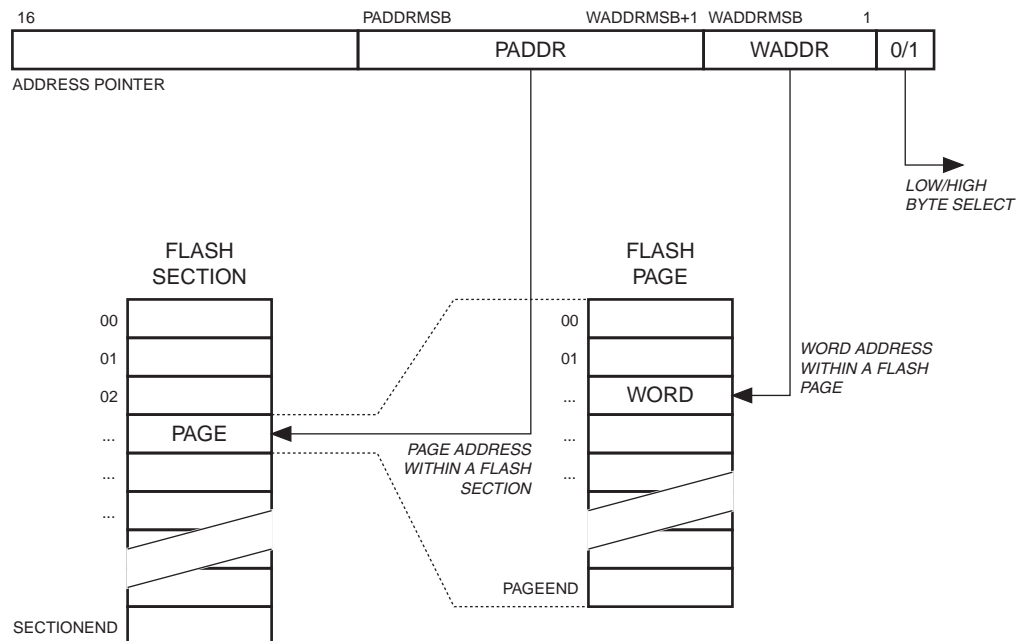 16 PADDRMSB WADDRMSB+1 WADDRMSB 1
PADDR WADDR 0/1
ADDRESS POINTER
LOW/HIGH
BYTE SELECT
FLASH
SECTION
FLASH
PAGE
00
01
02
...
PAGE
...
...
SECTIONEND
00
01
...
WORD
...
...
PAGEEND
WORD ADDRESS
WITHIN A FLASH
PAGE
PAGE ADDRESS
WITHIN A FLASH
SECTION